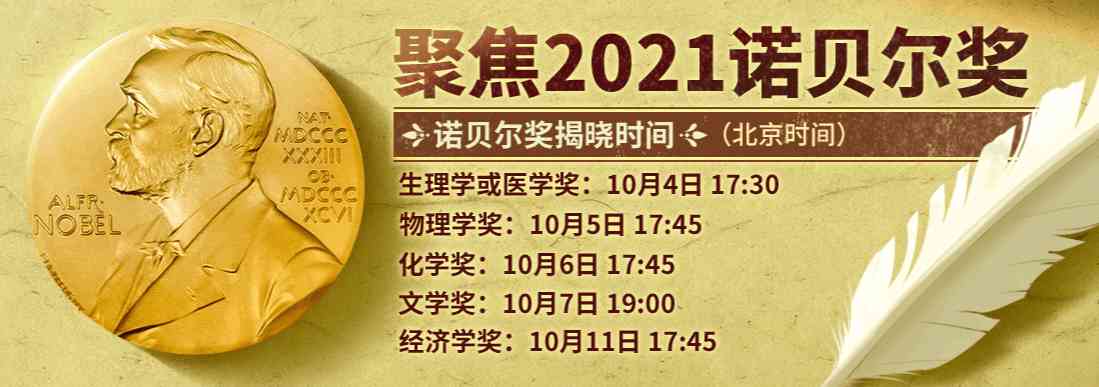 聚焦2021诺贝尔奖
诺贝尔奖揭晓时间（北京时间）
生理学或医学奖：10月4日 17:30
物理学奖：10月5日 17:45
化学奖：10月6日 17:45
文学奖：10月7日 19:00
经济学奖：10月11日 17:45
NAT·
MDCCC
XXXIII
OB·
MDCCC
XCVI
ALFR·
NOBEL